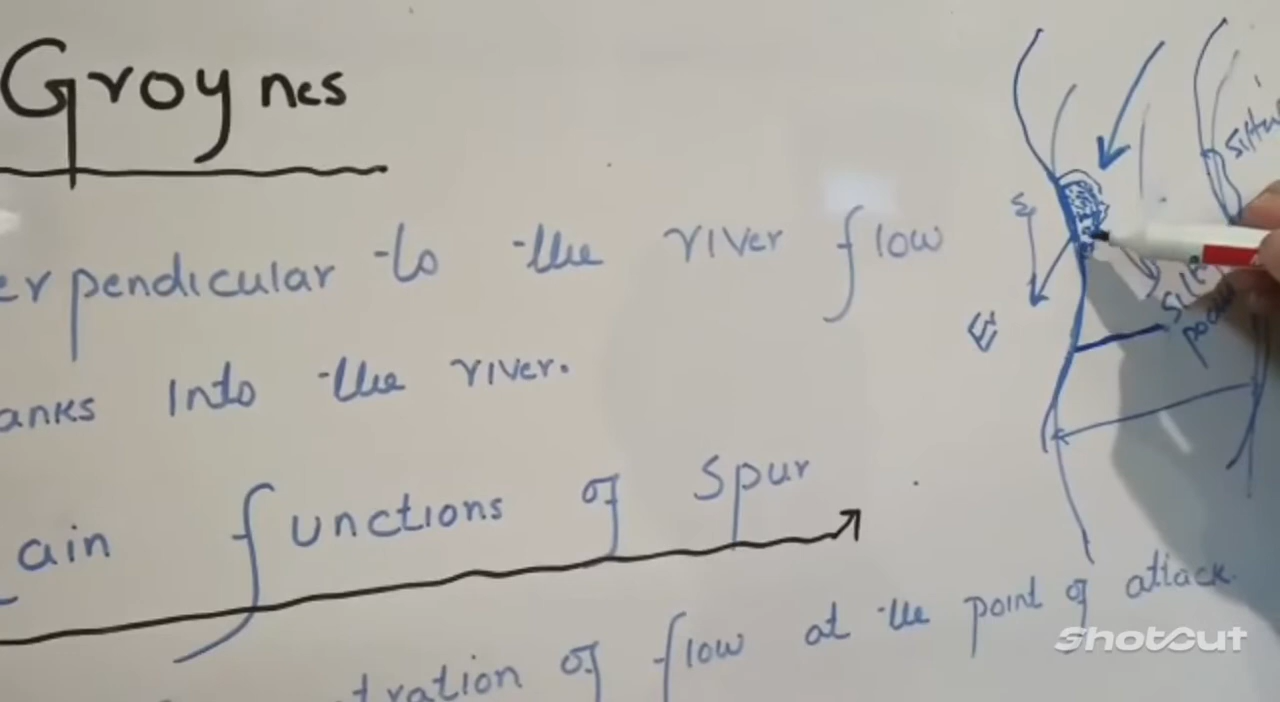 Groynes
erpendicular to the river flow
anks into the river.
ain functions of Spur
tration of flow at the point of attack.
Silt
ShotCut